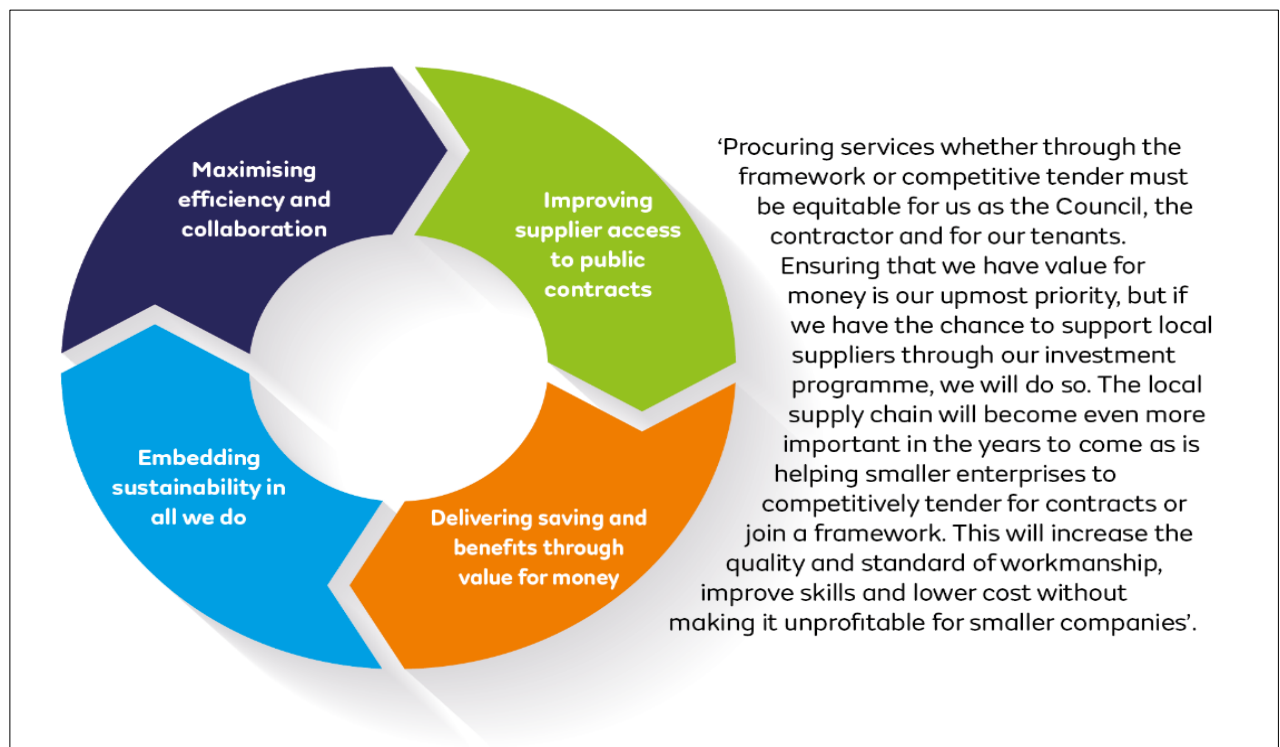 Maximising
efficiency and
collaboration
Improving
supplier access
to public
contracts
Embedding
sustainability in
all we do
Delivering saving and
benefits through
value for money
‘Procuring services whether through the
framework or competitive tender must
be equitable for us as the Council, the
contractor and for our tenants.
Ensuring that we have value for
money is our upmost priority, but if
we have the chance to support local
suppliers through our investment
programme, we will do so. The local
supply chain will become even more
important in the years to come as is
helping smaller enterprises to
competitively tender for contracts or
join a framework. This will increase the
quality and standard of workmanship,
improve skills and lower cost without
making it unprofitable for smaller companies’.